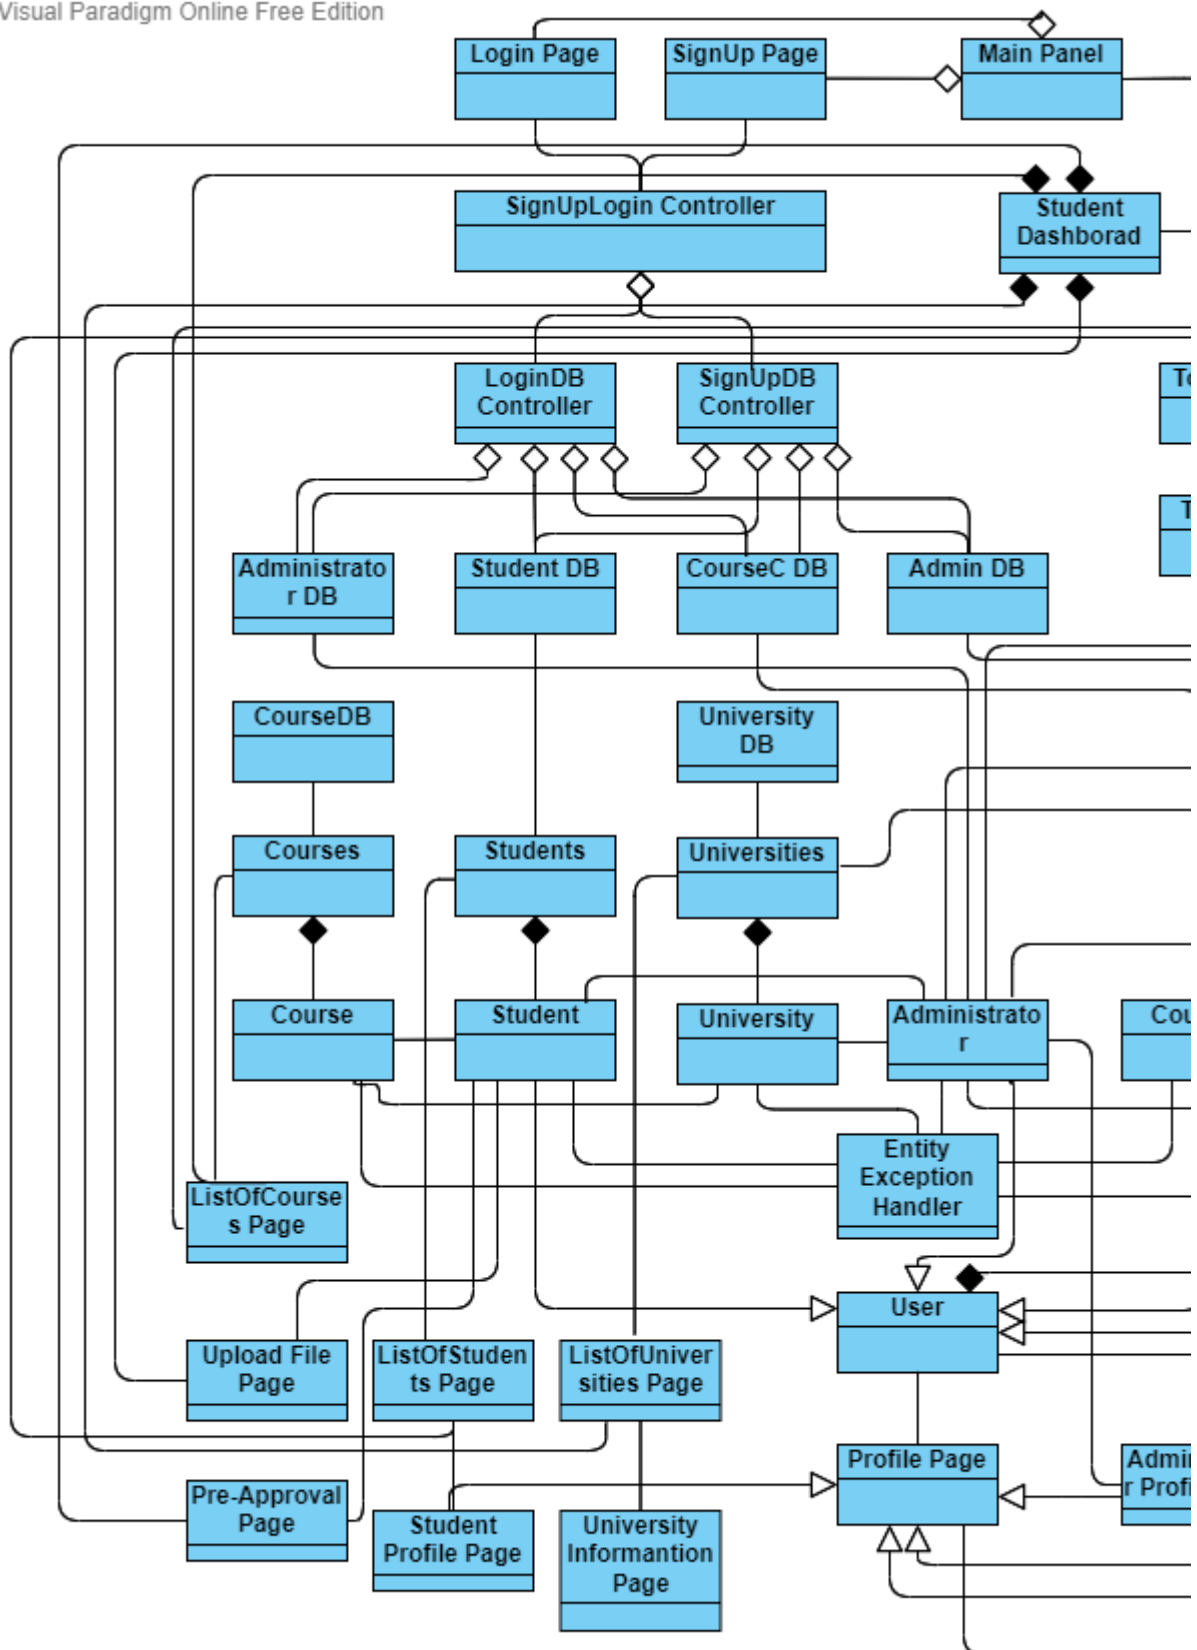 Visual Paradigm Online Free Edition
Login Page
SignUp Page
Main Panel
SignUpLogin Controller
Student
Dashborad
LoginDB
Controller
SignUpDB
Controller
Administrato
r DB
Student DB
CourseC DB
Admin DB
CourseDB
University
DB
Courses
Students
Universities
Course
Student
University
Administrato
r
Cou
Entity
Exception
Handler
ListOfCourse
s Page
User
Upload File
Page
ListOfStuden
ts Page
ListOfUniver
sities Page
Profile Page
Admin
r Profi
Pre-Approval
Page
Student
Profile Page
University
Informantion
Page